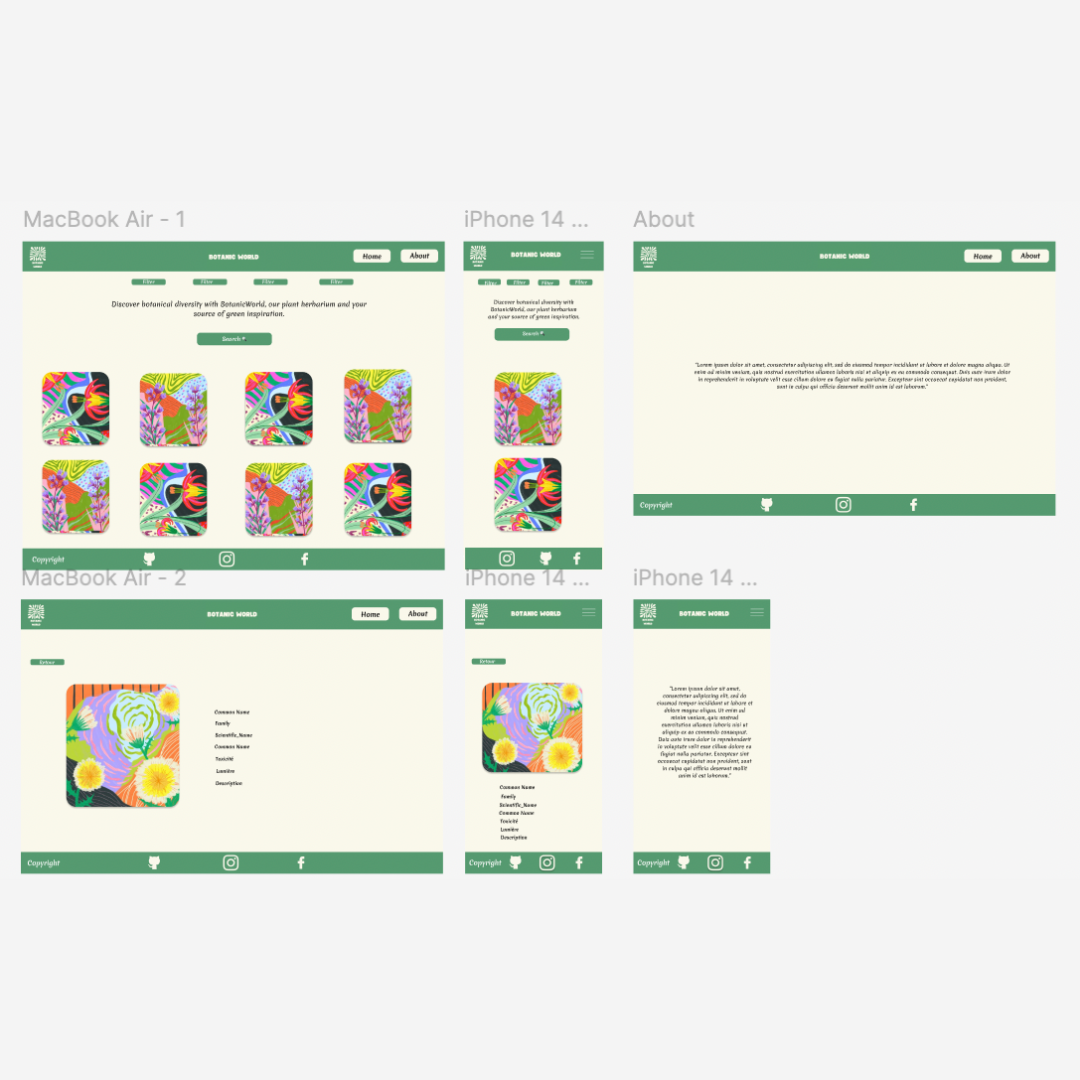 MacBook Air - 1
BOTANIC WORLD
Home
About
Filter
Filter
Filter
Filter
Discover botanical diversity with BotanicWorld, our plant herbarium and your
source of green inspiration.
Search
Copyright
iPhone 14 ...
BOTANIC WORLD
Filter
Filter
Filter
Filter
Discover botanical diversity with
BotanicWorld, our plant herbarium
and your source of green inspiration.
Search
About
BOTANIC WORLD
Home
About
"Lorem ipsum dolor sit amet, consectetur adipiscing elit, sed do eiusmod tempor incididunt ut labore et dolore magna aliqua. Ut
enim ad minim veniam, quis nostrud exercitation ullamco laboris nisi ut aliquip ex ea commodo consequat. Duis aute irure dolor
in reprehenderit in voluptate velit esse cillum dolore eu fugiat nulla pariatur. Excepteur sint occaecat cupidatat non proident,
sunt in culpa qui officia deserunt mollit anim id est laborum."
Copyright
MacBook Air - 2
BOTANIC WORLD
Home
About
Retour
Common Name
Family
Scientific_Name
Common Name
Toxicité
Lumière
Description
Copyright
iPhone 14 ...
BOTANIC WORLD
Retour
Common Name
Family
Scientific_Name
Common Name
Toxicité
Lumière
Description
Copyright
iPhone 14 ...
BOTANIC WORLD
"Lorem ipsum dolor sit amet,
consectetur adipiscing elit, sed do
eiusmod tempor incididunt ut labore et
dolore magna aliqua. Ut enim ad
minim veniam, quis nostrud
exercitation ullamco laboris nisi ut
aliquip ex ea commodo consequat.
Duis aute irure dolor in reprehenderit
in voluptate velit esse cillum dolore eu
fugiat nulla pariatur. Excepteur sint
occaecat cupidatat non proident, sunt
in culpa qui officia deserunt mollit
anim id est laborum."
Copyright